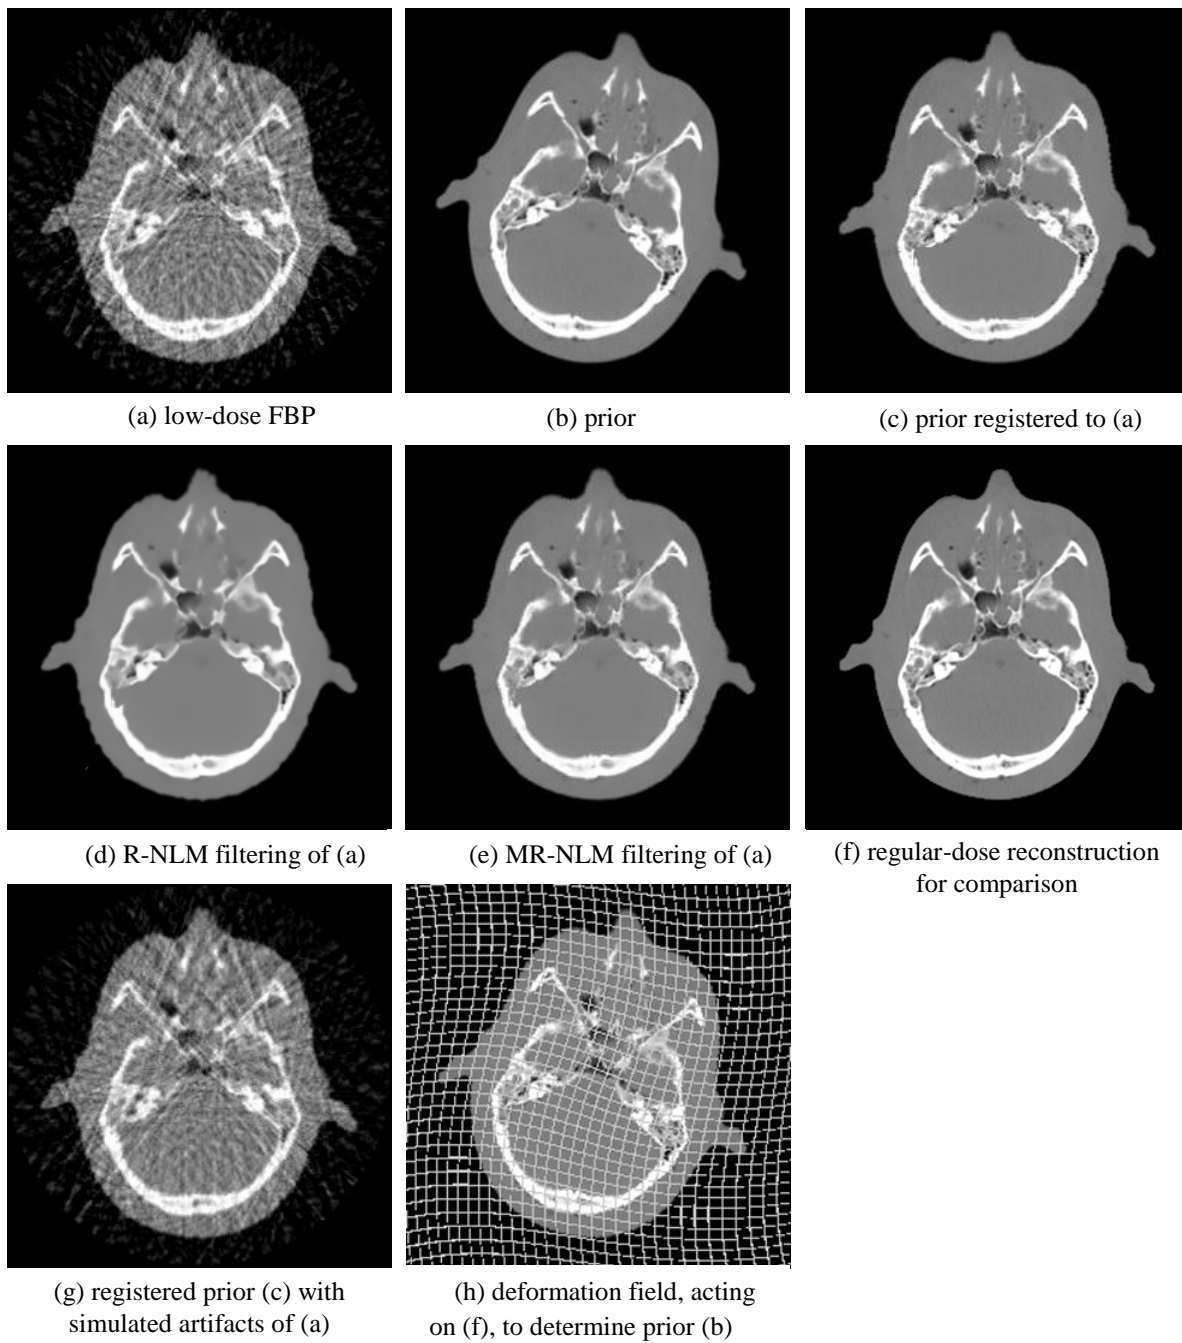 (a) low-dose FBP
(b) prior
(c) prior registered to (a)
(d) R-NLM filtering of (a)
(e) MR-NLM filtering of (a)
(f) regular-dose reconstruction
for comparison
(g) registered prior (c) with
simulated artifacts of (a)
(h) deformation field, acting
on (f), to determine prior (b)